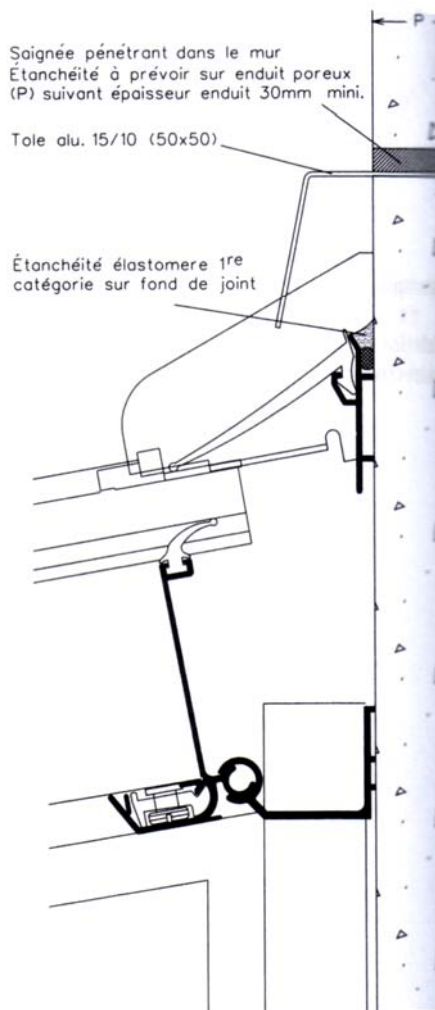 P
Saignée pénétrant dans le mur
Étanchéité à prévoir sur enduit poreux
(P) suivant épaisseur enduit 30mm mini.
Tole alu. 15/10 (50x50)
Étanchéité élastomere 1re
catégorie sur fond de joint